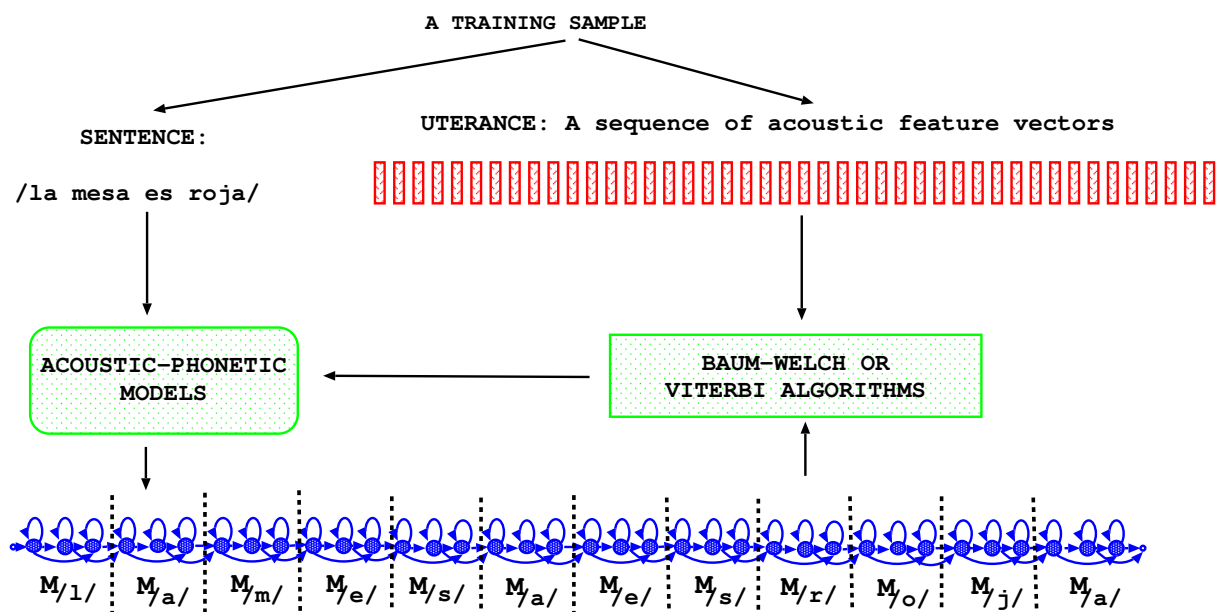 A TRAINING SAMPLE
SENTENCE:
UTERANCE: A sequence of acoustic feature vectors
/la mesa es roja/
ACOUSTIC−PHONETIC
MODELS
BAUM−WELCH OR
VITERBI ALGORITHMS
M/l/ M/a/ M/m/ M/e/ M/s/ M/a/ M/e/ M/s/ M/r/ M/o/ M/j/ M/a/